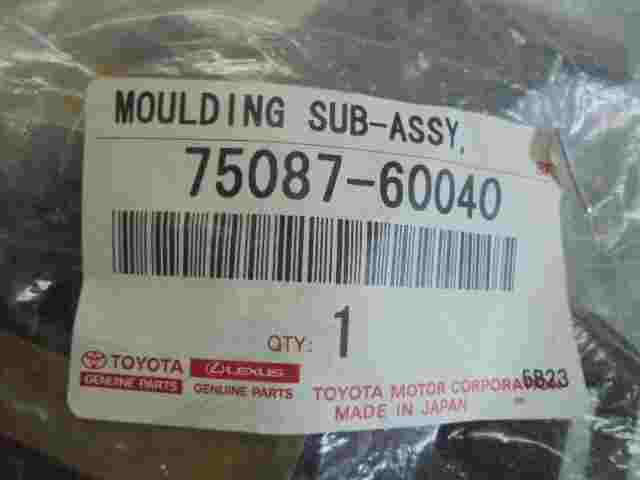 MOULDING SUB-ASSY,
75087-60040
QTY: 1
TOYOTA
GENUINE PARTS
LEXUS
GENUINE PARTS
TOYOTA MOTOR CORPORATION
6B23
MADE IN JAPAN